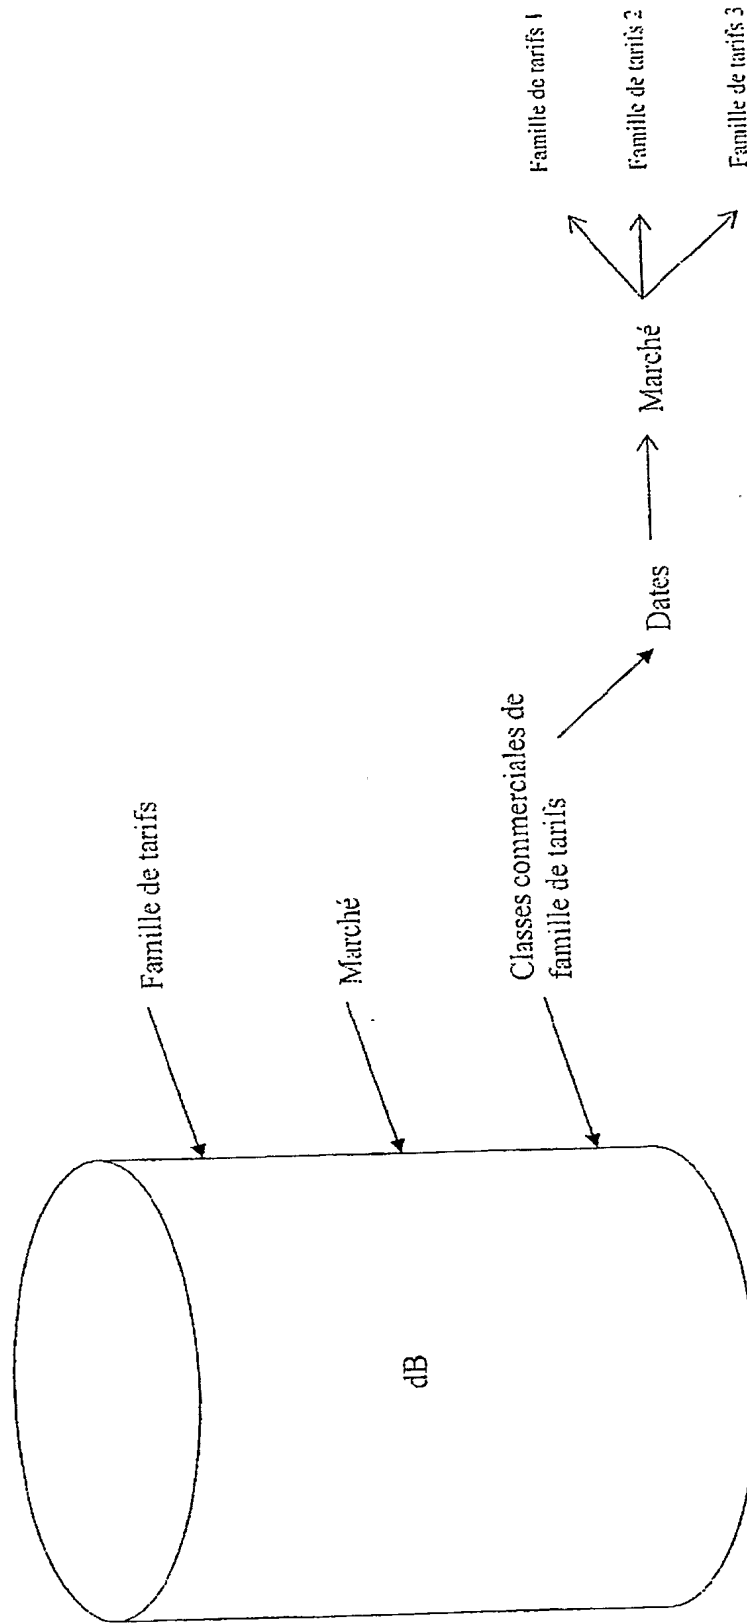 dB
Famille de tarifs
Marché
Classes commerciales de
famille de tarifs
Dates
Marché
Famille de tarifs 1
Famille de tarifs 2
Famille de tarifs 3